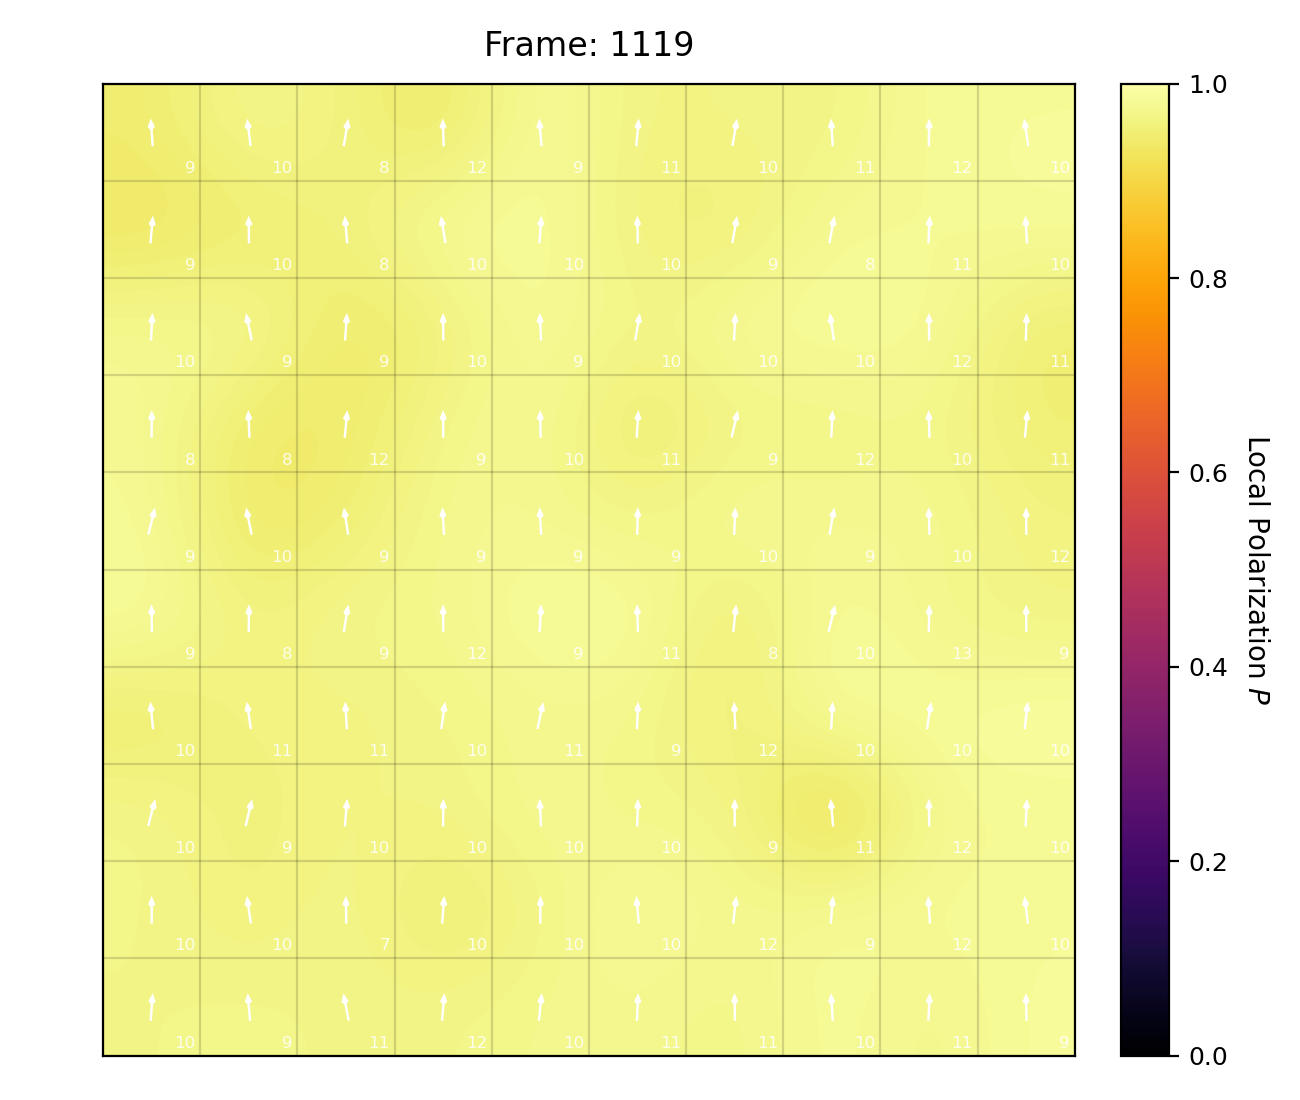 Frame: 1119
9 10 8 12 9 11 10 11 12 10
9 10 8 10 10 10 9 8 11 10
10 9 9 10 9 10 10 10 12 11
8 8 12 9 10 11 9 12 10 11
9 10 9 9 9 9 10 9 10 12
9 8 9 12 9 11 8 10 13 9
10 11 11 10 11 9 12 10 10 10
10 9 10 10 10 10 9 11 12 10
10 10 7 10 10 10 12 9 12 10
10 9 11 12 10 11 11 10 11 9
1.0
0.8
0.6
0.4
0.2
0.0
Local Polarization P